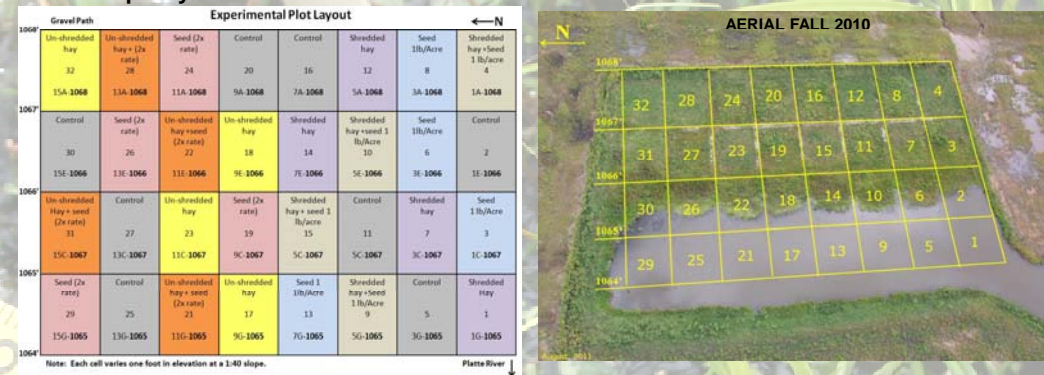 Experimental Plot Layout
Gravel Path
←N
1068'
Un-shredded
hay
32
15A-1068
Un-shredded
hay + (2x
rate)
28
13A-1068
Seed (2x
rate)
24
11A-1068
Control
20
9A-1068
Control
16
7A-1068
Shredded
hay
12
5A-1068
Seed
1lb/Acre
8
3A-1068
Shredded
hay +Seed
1 lb/acre
4
1A-1068
1067'
Control
30
15E-1066
Seed (2x
rate)
26
13E-1066
Un-shredded
hay +seed
(2x rate)
22
11E-1066
Un-shredded
hay
18
9E-1066
Shredded
hay
14
7E-1066
Shredded
hay +seed 1
lb/acre
10
5E-1066
Seed
1lb/Acre
6
3E-1066
Control
2
1E-1066
1066'
Un-shredded
Hay + seed
(2x rate)
31
15C-1067
Control
27
13C-1067
Un-shredded
hay
23
11C-1067
Seed (2x
rate)
19
9C-1067
Shredded
hay + seed 1
lb/acre
15
5C-1067
Control
11
5C-1067
Shredded
hay
7
3C-1067
Seed
1 lb/Acre
3
1C-1067
1065'
Seed (2x
rate)
29
15G-1065
Control
25
13G-1065
Un-shredded
hay + seed
(2x rate)
21
11G-1065
Un-shredded
hay
17
9G-1065
Seed 1
1lb/Acre
13
7G-1065
Shredded
hay +Seed
1 lb/Acre
9
5G-1065
Control
5
3G-1065
Shredded
Hay
1
1G-1065
1064'
Note: Each cell varies one foot in elevation at a 1:40 slope.
Platte River ↓
AERIAL FALL 2010
N
1068'
32 28 24 20 16 12 8 4
1067'
31 27 23 19 15 11 7 3
1066'
30 26 22 18 14 10 6 2
1065'
29 25 21 17 13 9 5 1
1064'
August, 2011